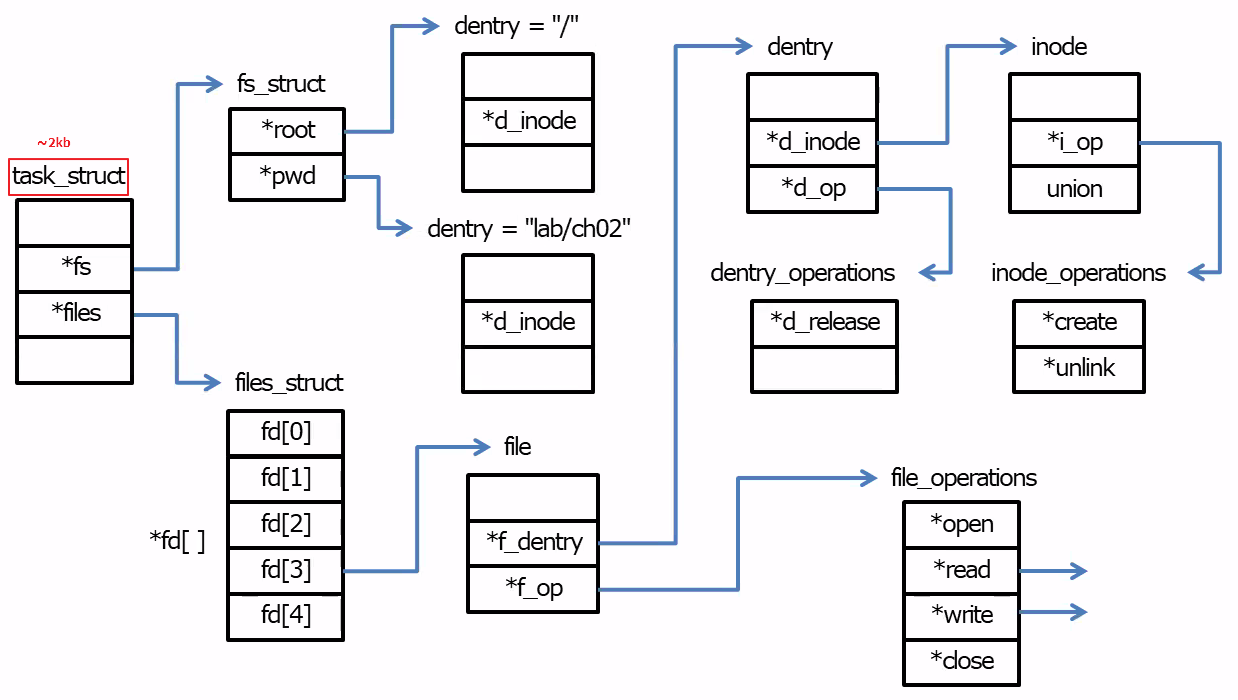 ~2kb
task_struct
*fs
*files
fs_struct
*root
*pwd
dentry = "/"
*d_inode
dentry = "lab/ch02"
*d_inode
files_struct
*fd[ ]
fd[0]
fd[1]
fd[2]
fd[3]
fd[4]
file
*f_dentry
*f_op
dentry
*d_inode
*d_op
inode
*i_op
union
dentry_operations
*d_release
inode_operations
*create
*unlink
file_operations
*open
*read
*write
*close